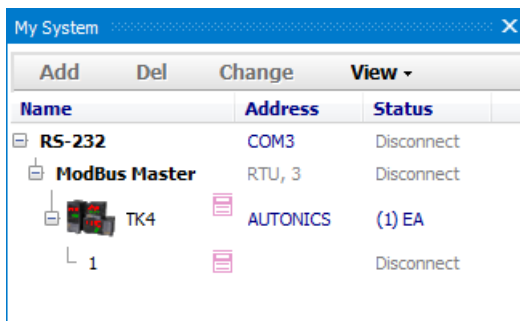 My System
Add Del Change View
Name Address Status
RS-232 COM3 Disconnect
ModBus Master RTU, 3 Disconnect
TK4 AUTONICS (1) EA
1 Disconnect